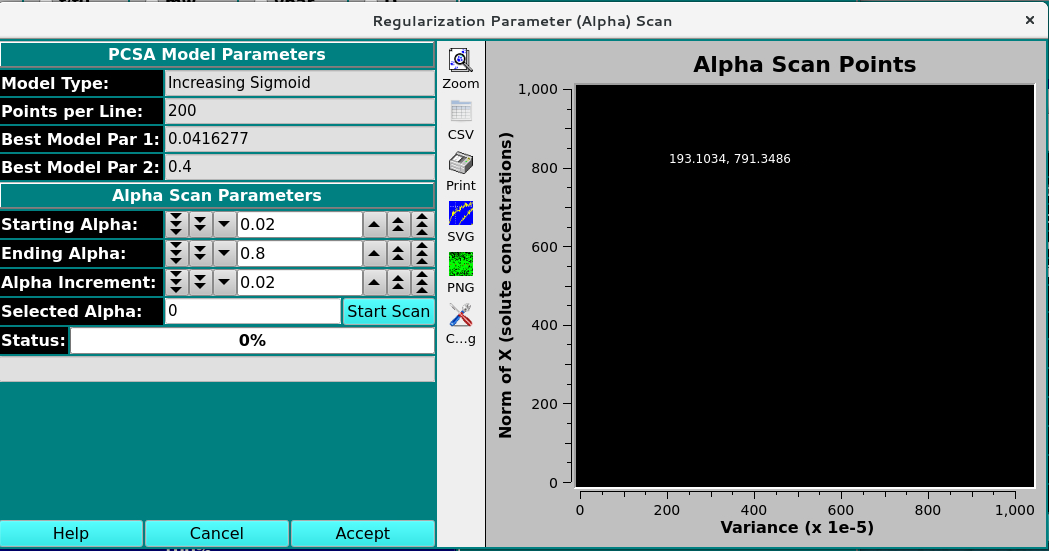 Regularization Parameter (Alpha) Scan ×
PCSA Model Parameters
Model Type: Increasing Sigmoid
Points per Line: 200
Best Model Par 1: 0.0416277
Best Model Par 2: 0.4
Alpha Scan Parameters
Starting Alpha: 0.02
Ending Alpha: 0.8
Alpha Increment: 0.02
Selected Alpha: 0 Start Scan
Status: 0%
Help Cancel Accept
Zoom
CSV
Print
SVG
PNG
C...g
Alpha Scan Points
Norm of X (solute concentrations)
1,000
800
600
400
200
0
193.1034, 791.3486
0 200 400 600 800 1,000
Variance (x 1e-5)